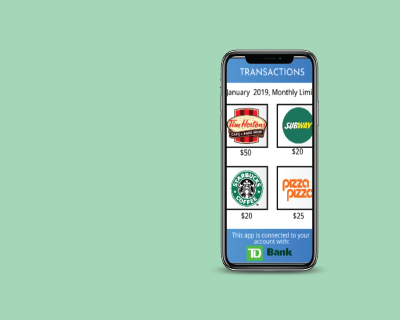 TRANSACTIONS
January 2019, Monthly Limi
Tim Hortons
CAFE & BAKE SHOP
SUBWAY
$50
$20
STARBUCKS
COFFEE
pizza
pizza
$20
$25
This app is connected to your
account with:
TD Bank